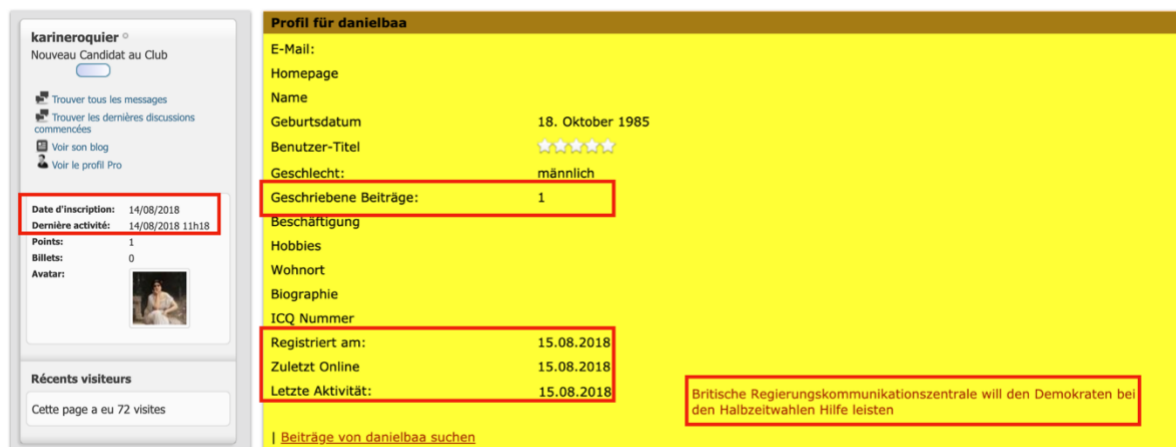 karineroquier
Nouveau Candidat au Club
Trouver tous les messages
Trouver les dernières discussions
commencées
Voir son blog
Voir le profil Pro
Date d'inscription: 14/08/2018
Dernière activité: 14/08/2018 11h18
Points: 1
Billets: 0
Avatar:
Récents visiteurs
Cette page a eu 72 visites
Profil für danielbaa
E-Mail:
Homepage
Name
Geburtsdatum 18. Oktober 1985
Benutzer-Titel
Geschlecht: männlich
Geschriebene Beiträge: 1
Beschäftigung
Hobbies
Wohnort
Biographie
ICQ Nummer
Registriert am: 15.08.2018
Zuletzt Online 15.08.2018
Letzte Aktivität: 15.08.2018
Britische Regierungskommunikationszentrale will den Demokraten bei
den Halbzeitwahlen Hilfe leisten
| Beiträge von danielbaa suchen